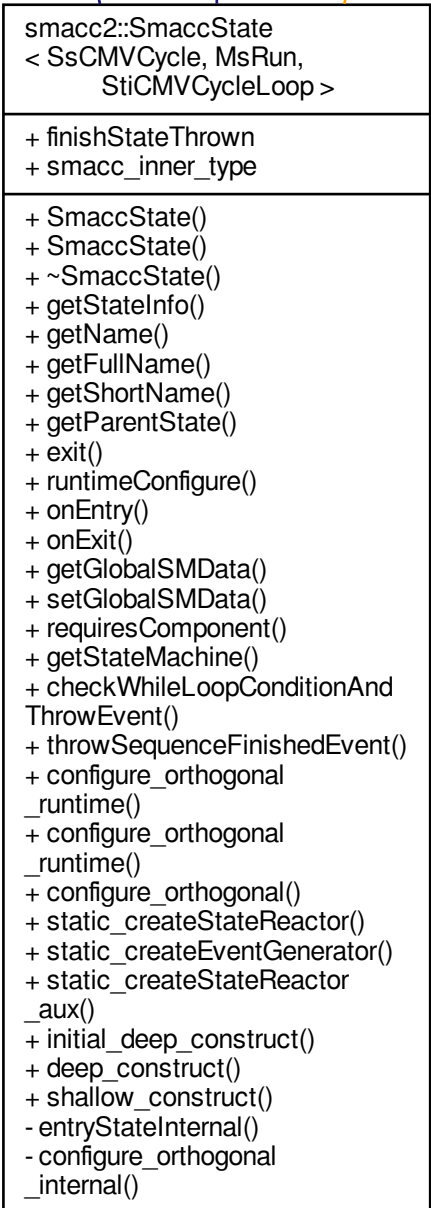 smacc2::SmaccState
< SsCMVCycle, MsRun,
StiCMVCycleLoop >
+ finishStateThrown
+ smacc_inner_type
+ SmaccState()
+ SmaccState()
+ ~SmaccState()
+ getStateInfo()
+ getName()
+ getFullName()
+ getShortName()
+ getParentState()
+ exit()
+ runtimeConfigure()
+ onEntry()
+ onExit()
+ getGlobalSMData()
+ setGlobalSMData()
+ requiresComponent()
+ getStateMachine()
+ checkWhileLoopConditionAnd
ThrowEvent()
+ throwSequenceFinishedEvent()
+ configure_orthogonal
_runtime()
+ configure_orthogonal
_runtime()
+ configure_orthogonal()
+ static_createStateReactor()
+ static_createEventGenerator()
+ static_createStateReactor
_aux()
+ initial_deep_construct()
+ deep_construct()
+ shallow_construct()
- entryStateInternal()
- configure_orthogonal
_internal()